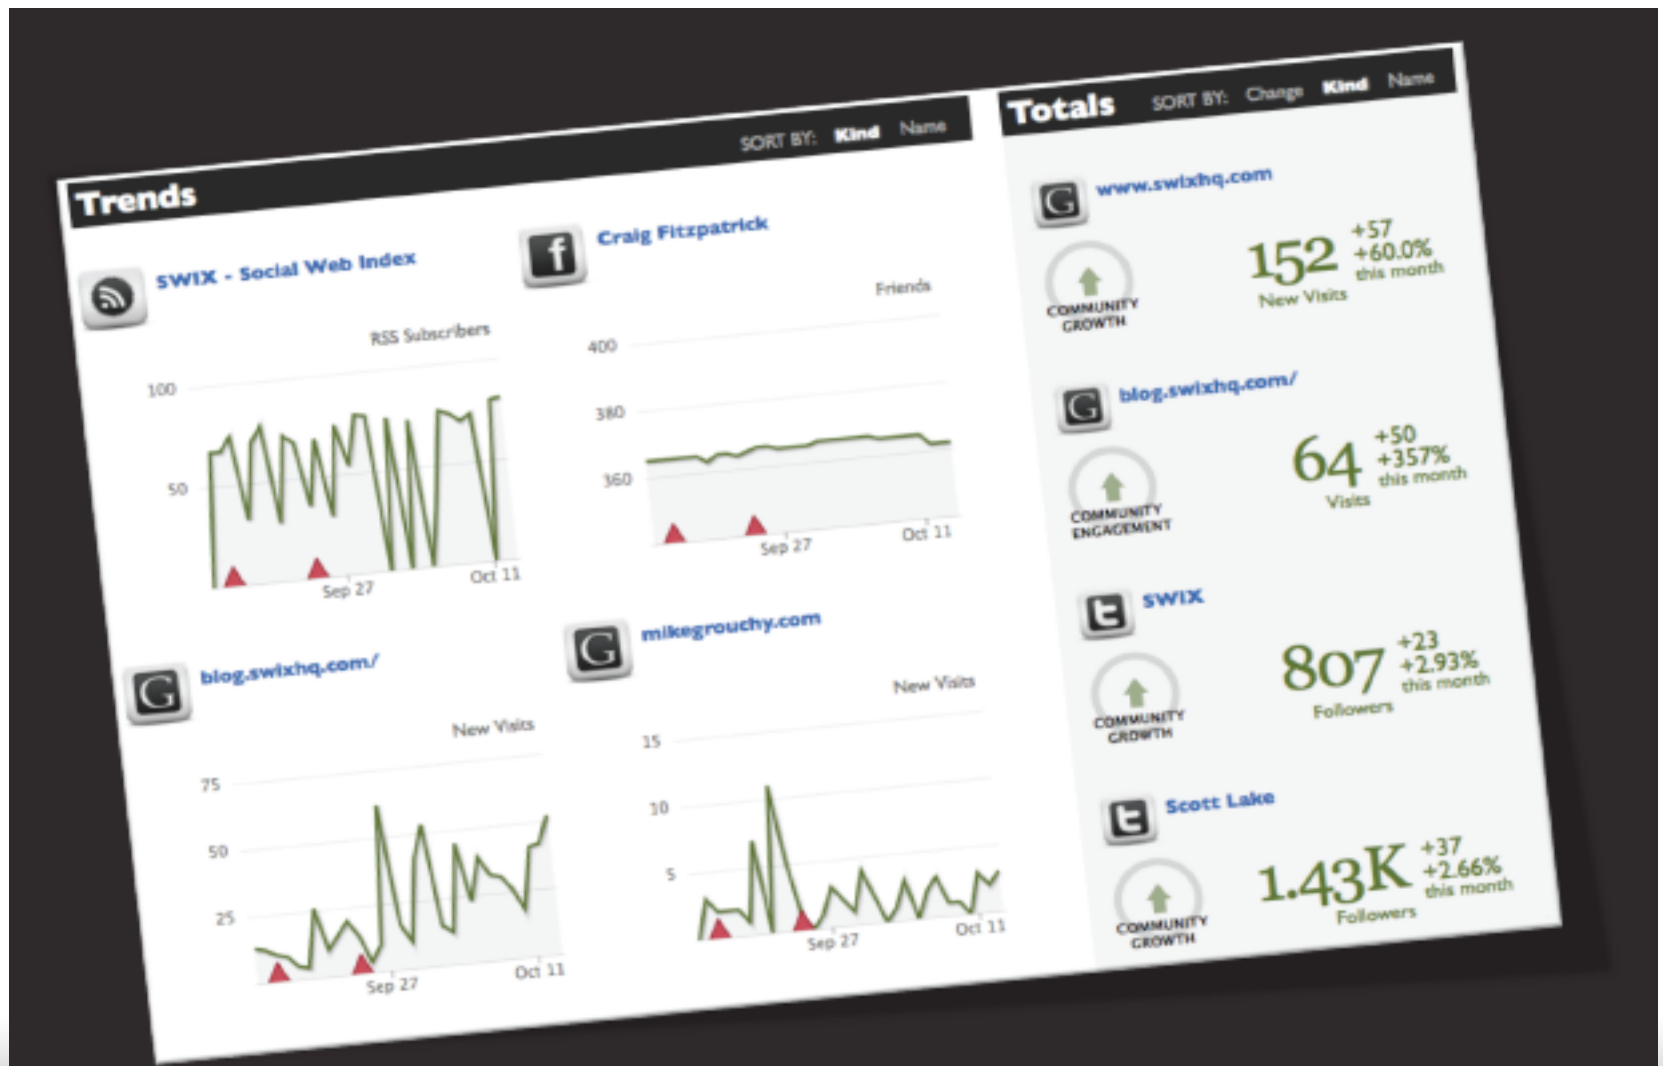 Trends
SORT BY: Kind Name
SWIX - Social Web Index
RSS Subscribers
100
50
Sep 27
Oct 11
f
Craig Fitzpatrick
Friends
400
380
360
Sep 27
Oct 11
G
blog.swixhq.com/
New Visits
75
50
25
Sep 27
Oct 11
G
mikegrouchy.com
New Visits
15
10
5
Sep 27
Oct 11
Totals
SORT BY: Change Kind Name
G
www.swixhq.com
COMMUNITY
GROWTH
152
New Visits
+57
+60.0%
this month
G
blog.swixhq.com/
COMMUNITY
ENGAGEMENT
64
Visits
+50
+357%
this month
t
SWIX
COMMUNITY
GROWTH
807
Followers
+23
+2.93%
this month
t
Scott Lake
COMMUNITY
GROWTH
1.43K
Followers
+37
+2.66%
this month